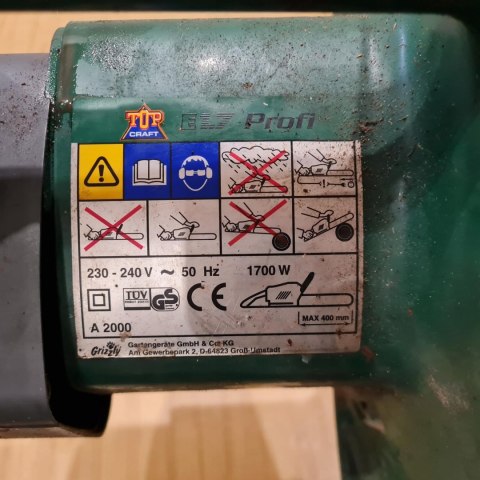 TOP
CRAFT
ELT Profi
230 - 240 V ~ 50 Hz 1700 W
TÜV
GS
CE
MAX 400 mm
A 2000
Grizzly
Gartengeräte GmbH & Co. KG
Am Gewerbepark 2, D-64823 Groß-Umstadt